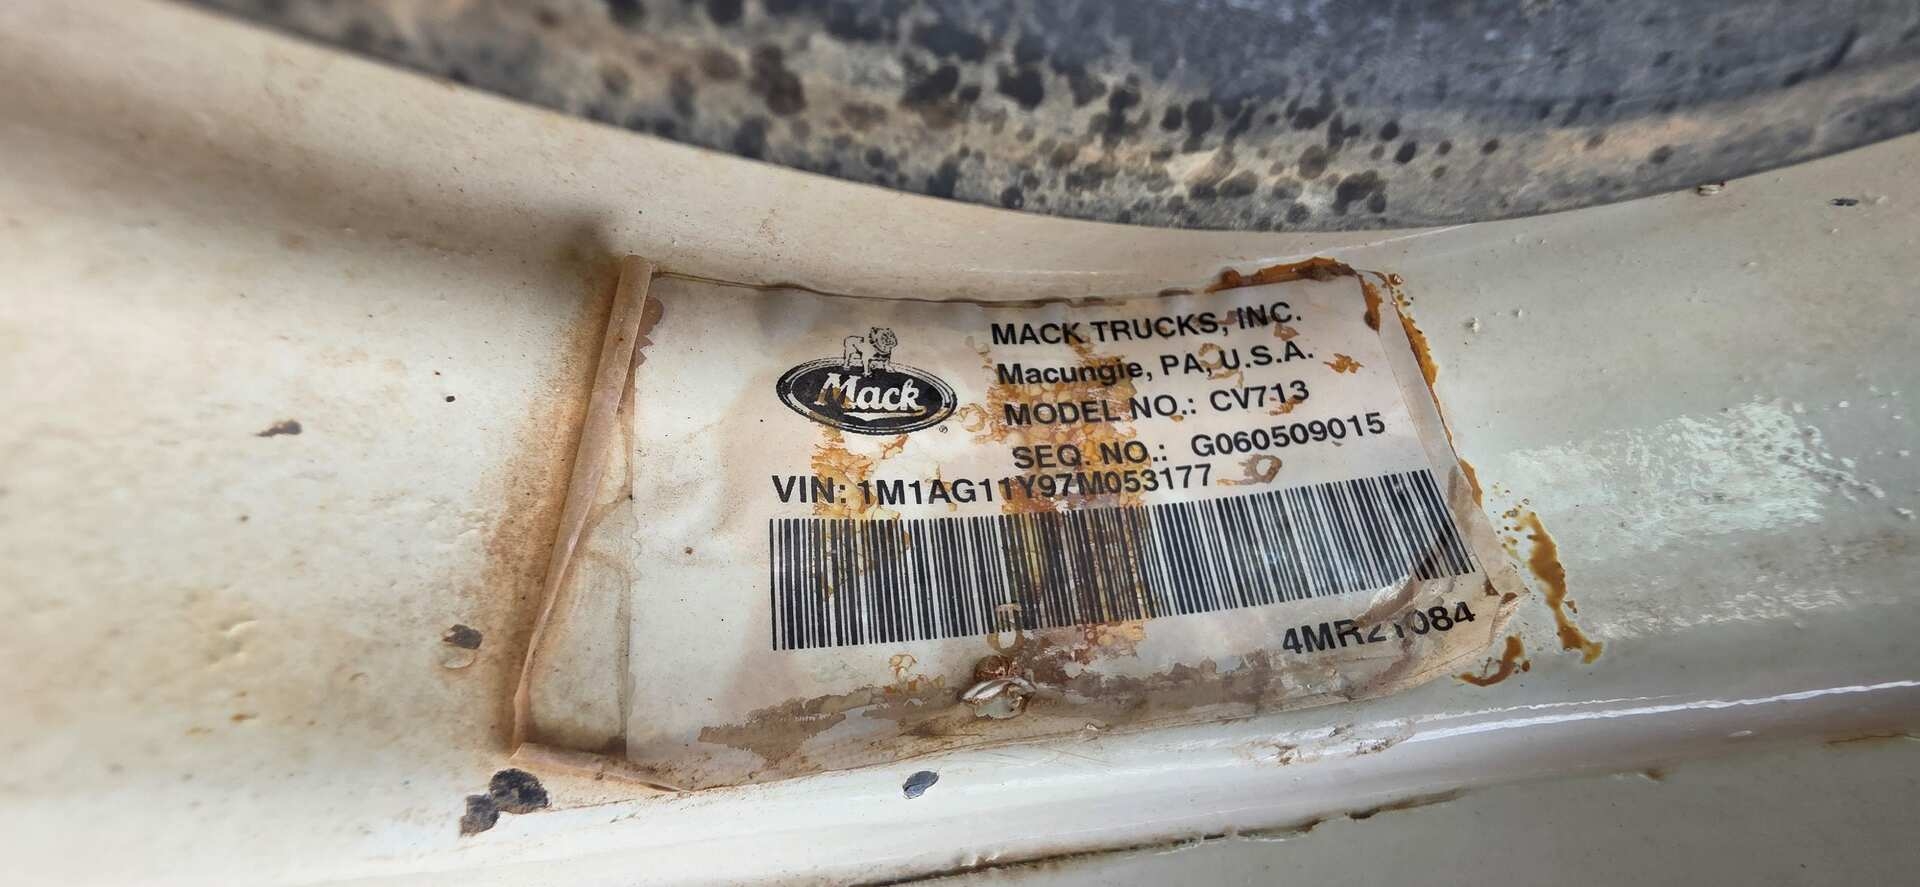 Mack
MACK TRUCKS, INC.
Macungie, PA, U.S.A.
MODEL NO.: CV713
SEQ. NO.: G060509015
VIN: 1M1AG11Y97M053177
4MR21084